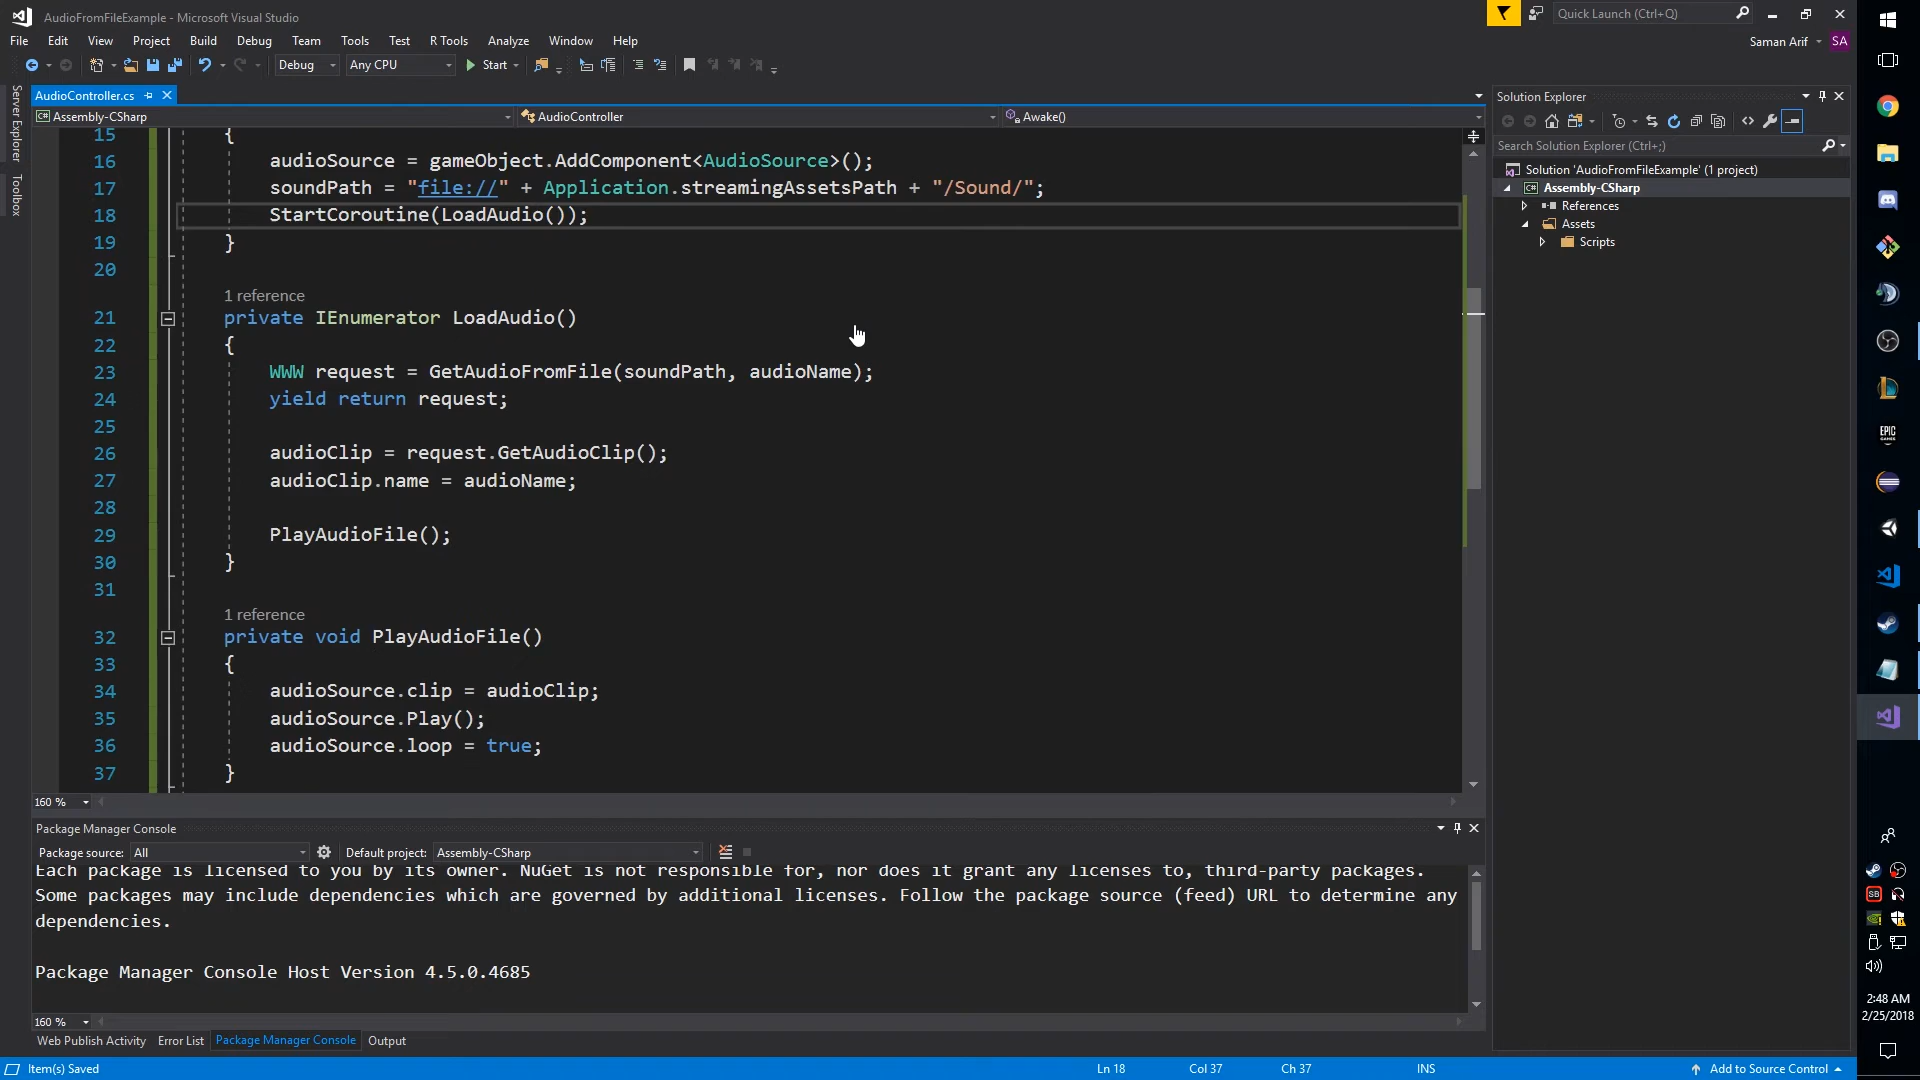 AudioFromFileExample - Microsoft Visual Studio
Quick Launch (Ctrl+Q)
File Edit View Project Build Debug Team Tools Test R Tools Analyze Window Help
Saman Arif SA
Debug Any CPU Start
Server Explorer
Toolbox
AudioController.cs
Assembly-CSharp AudioController Awake()
15 {
16 audioSource = gameObject.AddComponent<AudioSource>();
17 soundPath = "file://" + Application.streamingAssetsPath + "/Sound/";
18 StartCoroutine(LoadAudio());
19 }
20
1 reference
21 private IEnumerator LoadAudio()
22 {
23 WWW request = GetAudioFromFile(soundPath, audioName);
24 yield return request;
25
26 audioClip = request.GetAudioClip();
27 audioClip.name = audioName;
28
29 PlayAudioFile();
30 }
31
1 reference
32 private void PlayAudioFile()
33 {
34 audioSource.clip = audioClip;
35 audioSource.Play();
36 audioSource.loop = true;
37 }
160 %
Solution Explorer
Search Solution Explorer (Ctrl+;)
Solution 'AudioFromFileExample' (1 project)
Assembly-CSharp
References
Assets
Scripts
Package Manager Console
Package source: All Default project: Assembly-CSharp
Each package is licensed to you by its owner. NuGet is not responsible for, nor does it grant any licenses to, third-party packages.
Some packages may include dependencies which are governed by additional licenses. Follow the package source (feed) URL to determine any
dependencies.
Package Manager Console Host Version 4.5.0.4685
160 %
Web Publish Activity Error List Package Manager Console Output
Item(s) Saved Ln 18 Col 37 Ch 37 INS Add to Source Control
EPIC
GAMES
SB
2:48 AM
2/25/2018